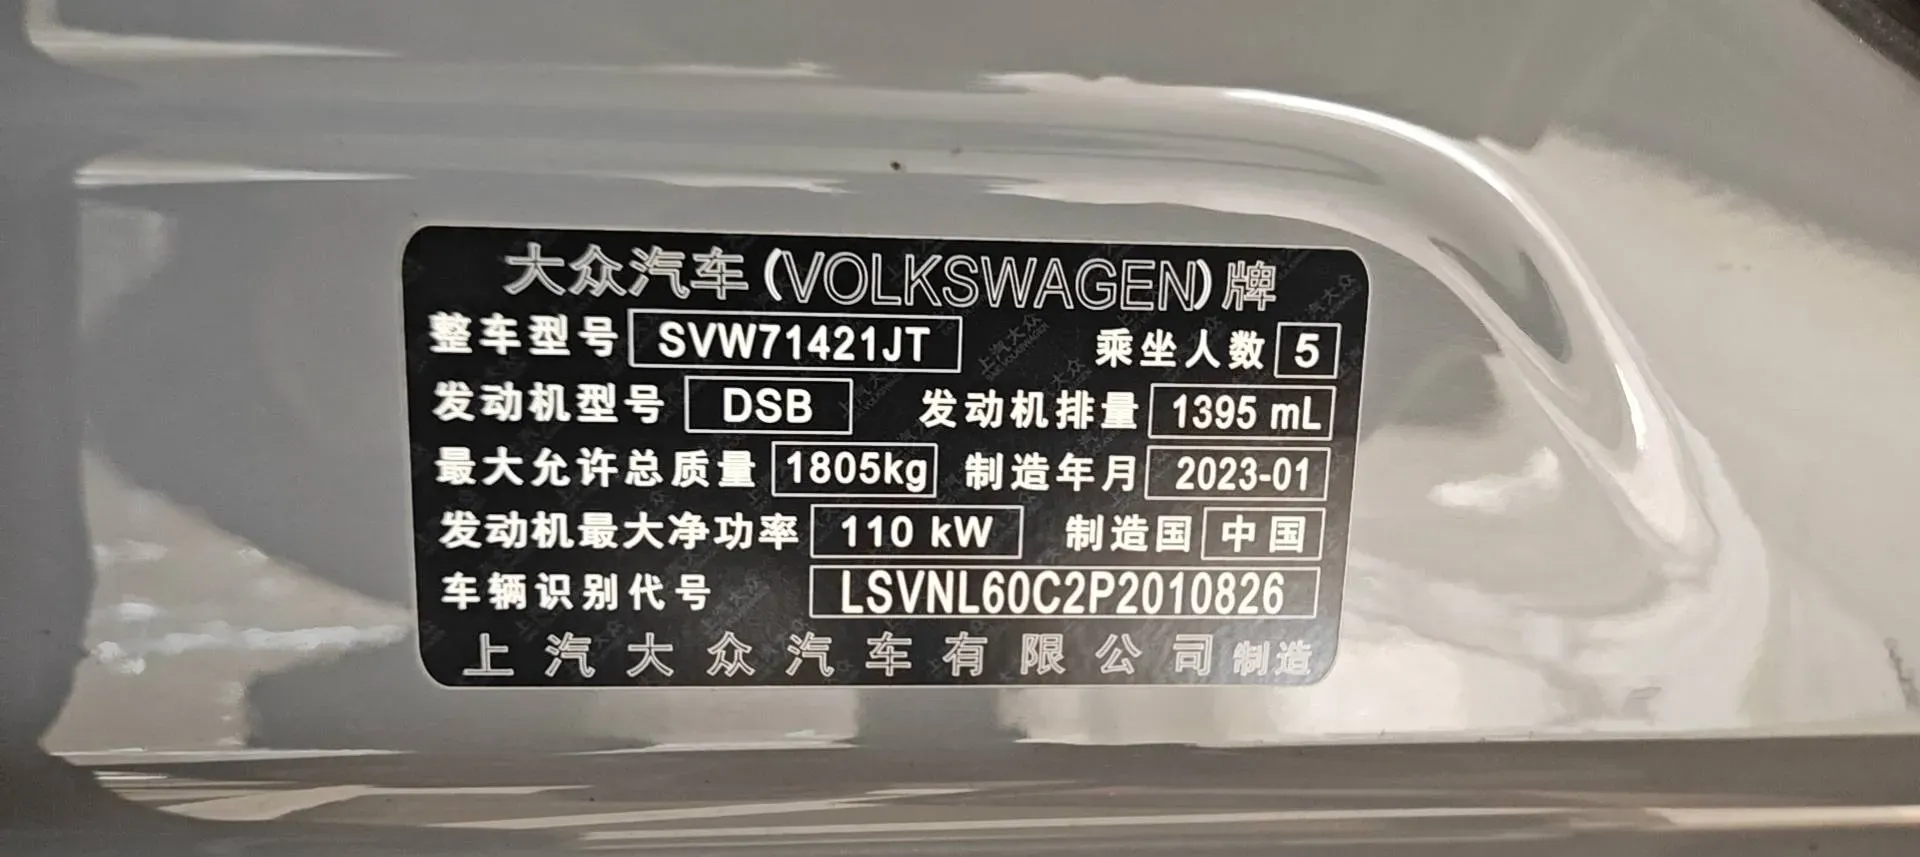 大众汽车(VOLKSWAGEN)牌
整车型号 SVW71421JT 乘坐人数 5
发动机型号 DSB 发动机排量 1395 mL
最大允许总质量 1805kg 制造年月 2023-01
发动机最大净功率 110 kW 制造国 中国
车辆识别代号 LSVNL60C2P2010826
上汽大众汽车有限公司制造